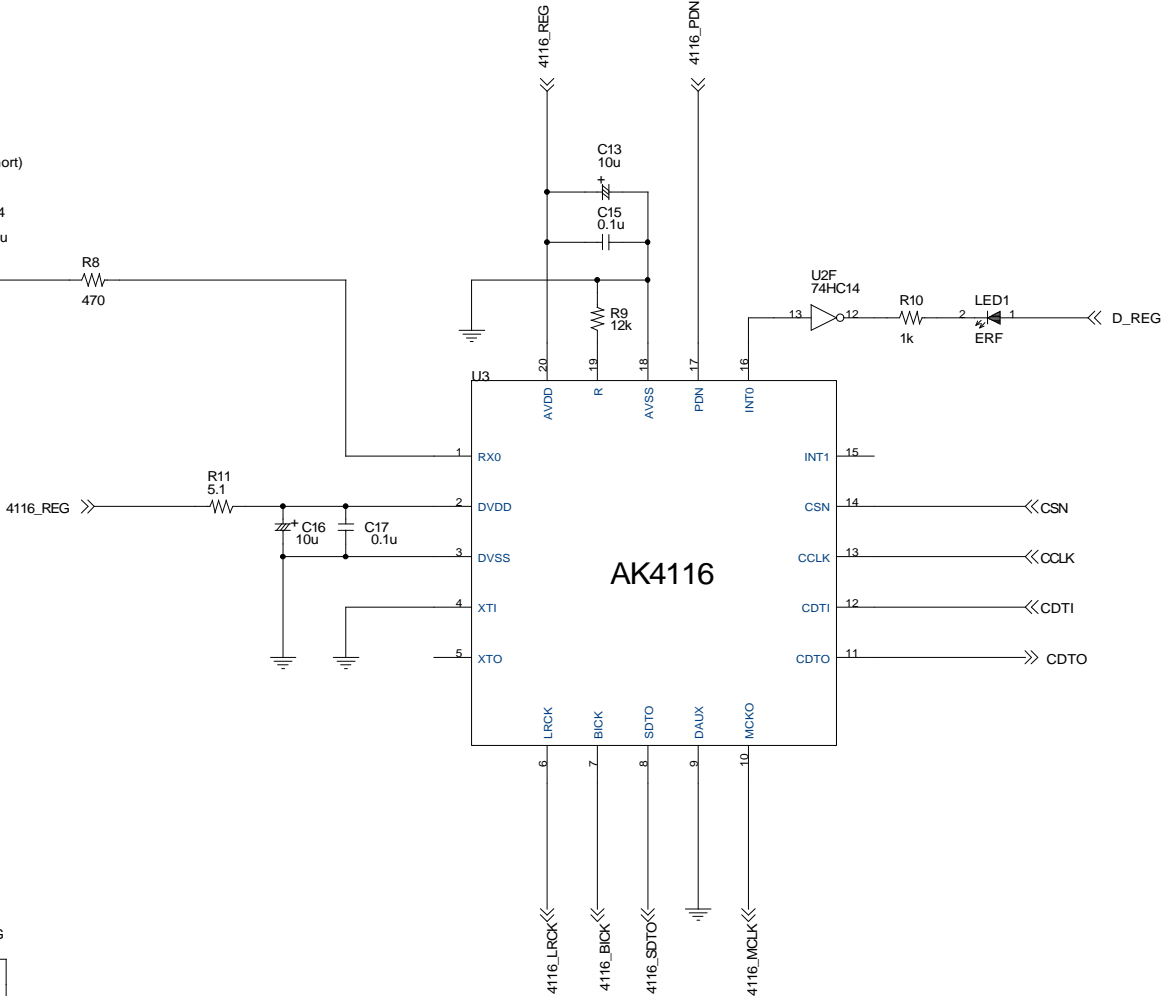 4116_REG
4116_PDN
ort)
4
u
C13
10u
+
C15
0.1u
R8
470
R9
12k
U2F
74HC14
13
12
R10
1k
LED1
2
1
ERF
D_REG
U3
20
19
18
17
16
AVDD
R
AVSS
PDN
INT0
1
RX0
INT1
15
4116_REG
R11
5.1
2
DVDD
CSN
14
CSN
+
C16
10u
C17
0.1u
3
DVSS
CCLK
13
CCLK
AK4116
4
XTI
CDTI
12
CDTI
5
XTO
CDTO
11
CDTO
LRCK
BICK
SDTO
DAUX
MCKO
6
7
8
9
10
4116_LRCK
4116_BICK
4116_SDTO
4116_MCLK
G